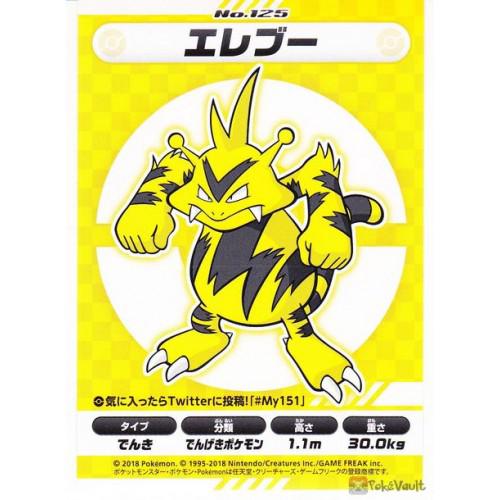 No.125
エレブー
気に入ったらTwitterに投稿!「#My151」
タイプ 分類 高さ 重さ
でんき でんげきポケモン 1.1m 30.0kg
© 2018 Pokémon. © 1995-2018 Nintendo/Creatures Inc./GAME FREAK inc.
ポケットモンスター・ポケモン・Pokémonは任天堂・クリーチャーズ・ゲームフリークの登録商標です。
PokéVault